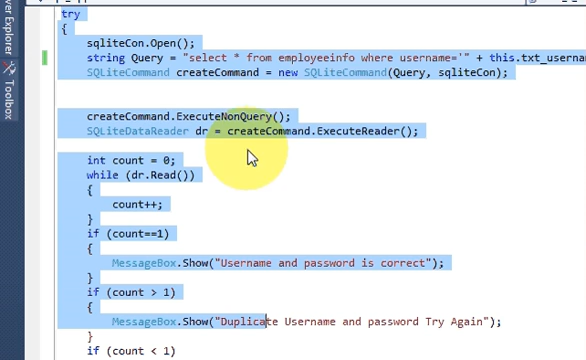 try
{
sqliteCon.Open();
string Query = "select * from employeeinfo where username='" + this.txt_userna
SQLiteCommand createCommand = new SQLiteCommand(Query, sqliteCon);
createCommand.ExecuteNonQuery();
SQLiteDataReader dr = createCommand.ExecuteReader();
int count = 0;
while (dr.Read())
{
count++;
}
if (count==1)
{
MessageBox.Show("Username and password is correct");
}
if (count > 1)
{
MessageBox.Show("Duplicate Username and password Try Again");
}
if (count < 1)
ver Explorer
Toolbox